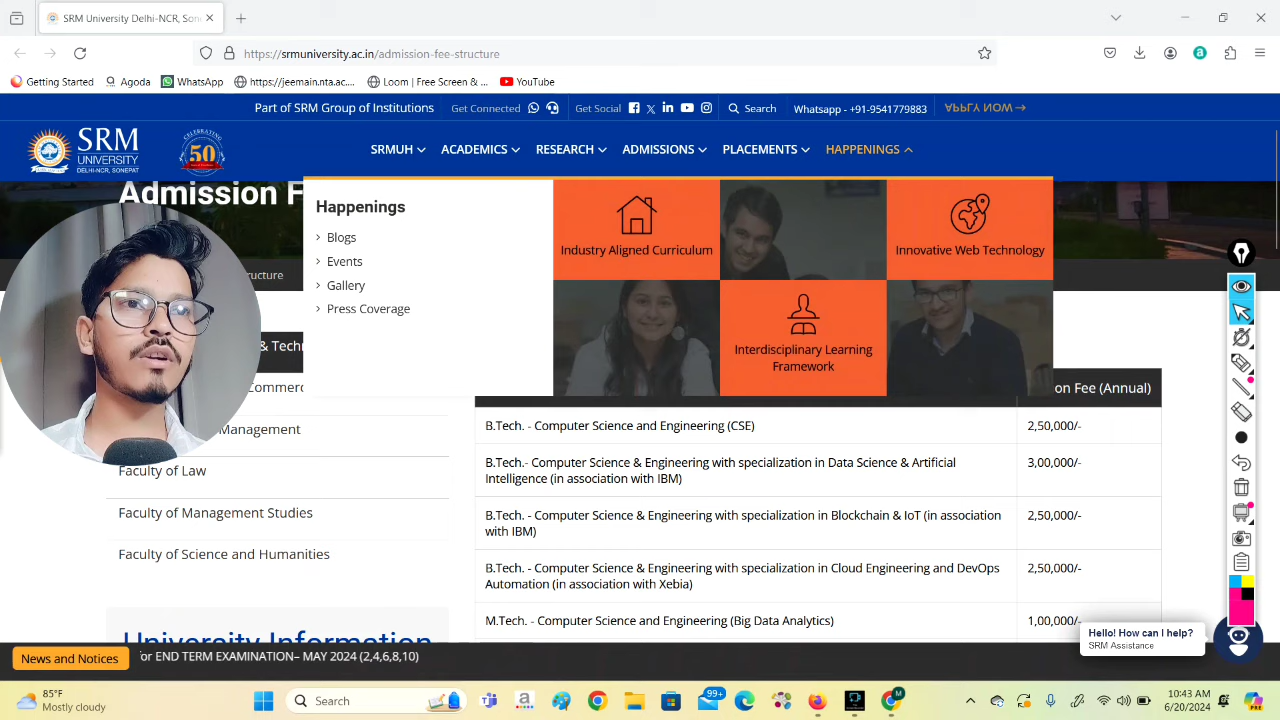 SRM University Delhi-NCR, Son
https://srmuniversity.ac.in/admission-fee-structure
Getting Started
Agoda
WhatsApp
https://jeemain.nta.ac....
Loom | Free Screen & ...
YouTube
Part of SRM Group of Institutions
Get Connected
Get Social
Search
Whatsapp - +91-9541779883
APPLY NOW →
SRM
UNIVERSITY
DELHI-NCR, SONEPAT
CELEBRATING
50
SRMUH
ACADEMICS
RESEARCH
ADMISSIONS
PLACEMENTS
HAPPENINGS
Admission F
Happenings
Blogs
Events
Gallery
Press Coverage
Industry Aligned Curriculum
Innovative Web Technology
Interdisciplinary Learning
Framework
ucture
& Techn
Commerc
Management
Faculty of Law
Faculty of Management Studies
Faculty of Science and Humanities
University Information
on Fee (Annual)
B.Tech. - Computer Science and Engineering (CSE)
2,50,000/-
B.Tech.- Computer Science & Engineering with specialization in Data Science & Artificial
Intelligence (in association with IBM)
3,00,000/-
B.Tech. - Computer Science & Engineering with specialization in Blockchain & IoT (in association
with IBM)
2,50,000/-
B.Tech. - Computer Science & Engineering with specialization in Cloud Engineering and DevOps
Automation (in association with Xebia)
2,50,000/-
M.Tech. - Computer Science and Engineering (Big Data Analytics)
1,00,000/-
Hello! How can I help?
SRM Assistance
News and Notices
for END TERM EXAMINATION– MAY 2024 (2,4,6,8,10)
85°F
Mostly cloudy
Search
99+
M
10:43 AM
6/20/2024